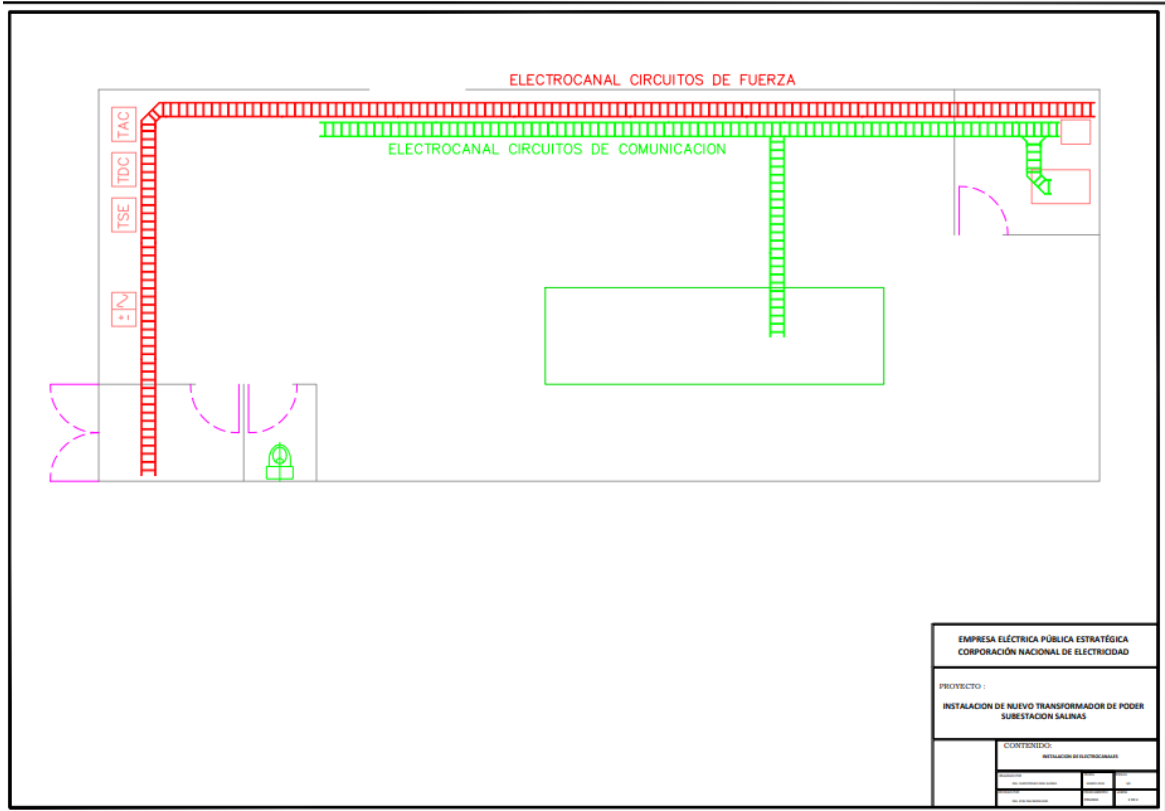 ELECTROCANAL CIRCUITOS DE FUERZA
TAC
ELECTROCANAL CIRCUITOS DE COMUNICACION
TDC
TSE
EMPRESA ELÉCTRICA PÚBLICA ESTRATÉGICA
CORPORACIÓN NACIONAL DE ELECTRICIDAD
PROYECTO :
INSTALACION DE NUEVO TRANSFORMADOR DE PODER
SUBESTACION SALINAS
CONTENIDO:
INSTALACION DE ELECTROCANALES